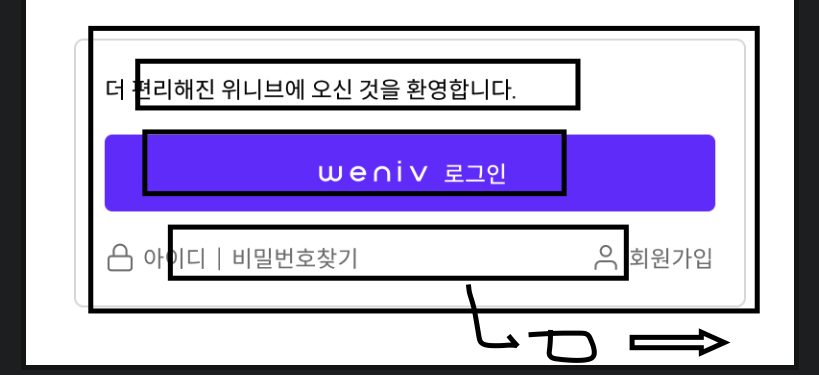 더 편리해진 위니브에 오신 것을 환영합니다.
weniv 로그인
아이디 | 비밀번호찾기 회원가입